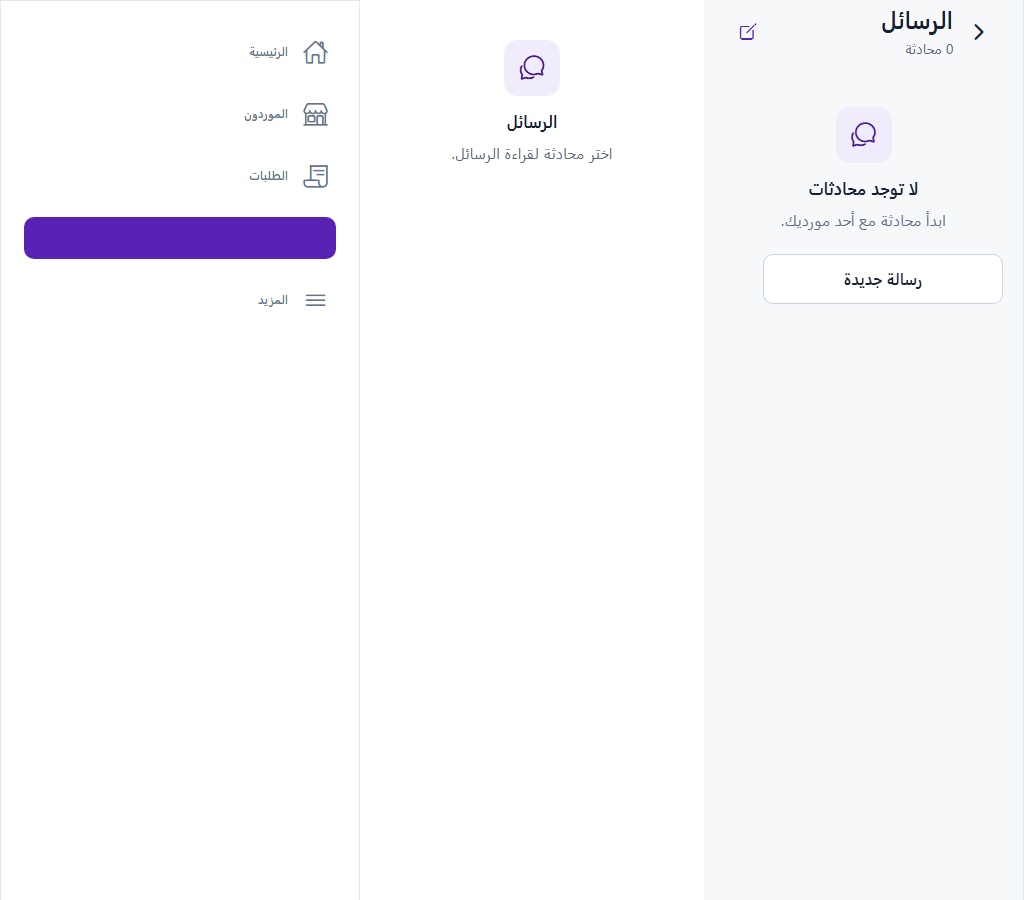 الرسائل
0 محادثة
لا توجد محادثات
ابدأ محادثة مع أحد مورديك.
رسالة جديدة
الرسائل
اختر محادثة لقراءة الرسائل.
الرئيسية
الموردون
الطلبات
المزيد